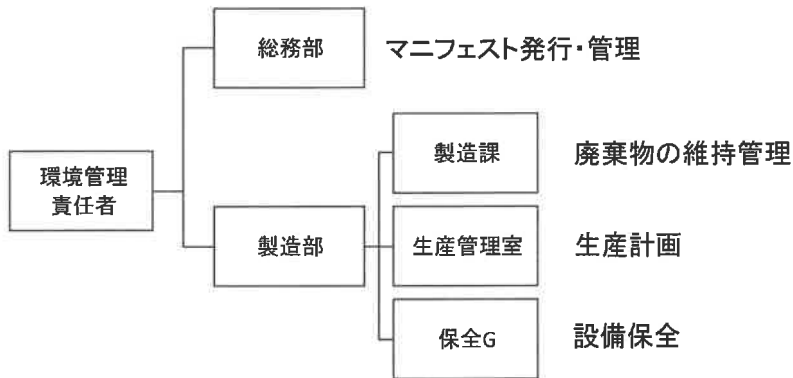 総務部
マニフェスト発行・管理
環境管理
責任者
製造部
製造課
廃棄物の維持管理
生産管理室
生産計画
保全G
設備保全